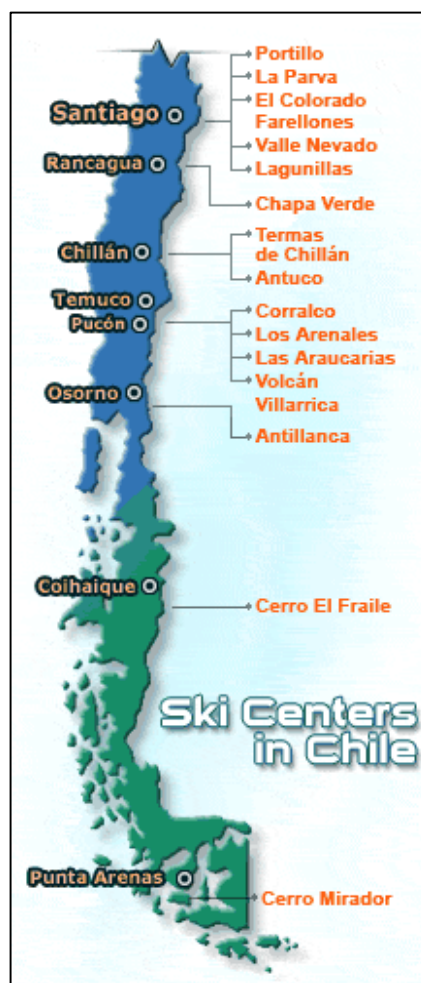 Portillo
La Parva
El Colorado
Farellones
Santiago
Valle Nevado
Rancagua
Lagunillas
Chapa Verde
Termas
Chillán
de Chillán
Antuco
Temuco
Corralco
Pucón
Los Arenales
Las Araucarias
Volcán
Osorno
Villarrica
Antillanca
Coihaique
Cerro El Fraile
Ski Centers
in Chile
Punta Arenas
Cerro Mirador